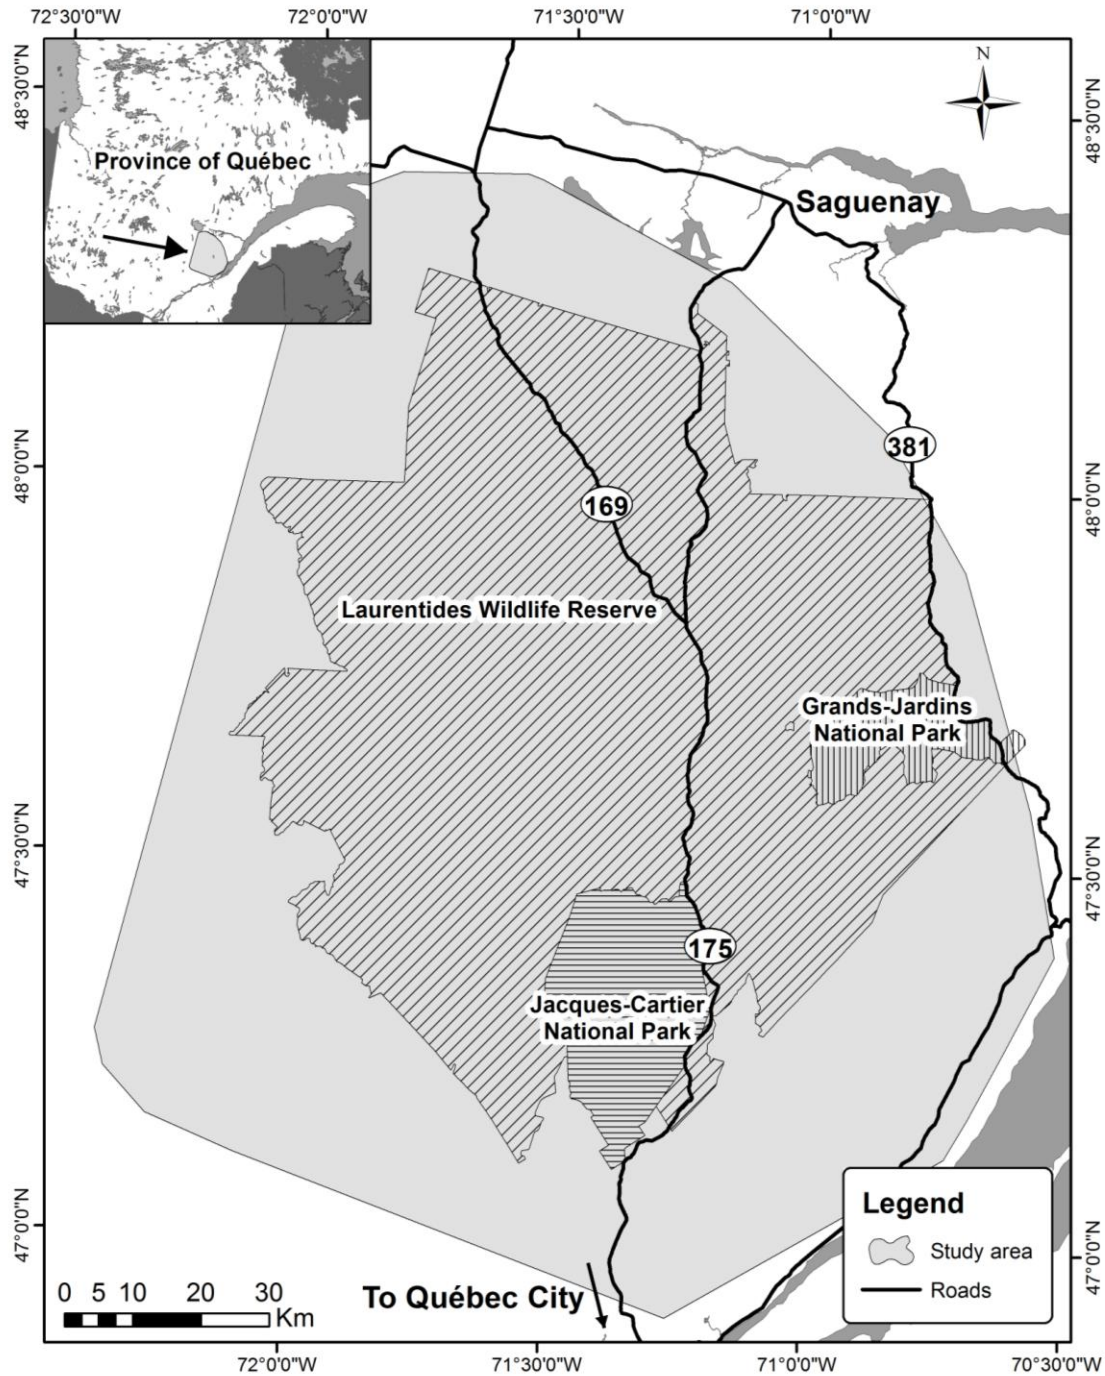 72°30'0"W 72°0'0"W 71°30'0"W 71°0'0"W
N
48°30'0"N
48°30'0"N
Province of Québec
Saguenay
381
48°0'0"N
48°0'0"N
169
Laurentides Wildlife Reserve
Grands-Jardins
National Park
47°30'0"N
47°30'0"N
175
Jacques-Cartier
National Park
Legend
Study area
Roads
47°0'0"N
47°0'0"N
0 5 10 20 30
Km
To Québec City
72°0'0"W 71°30'0"W 71°0'0"W 70°30'0"W